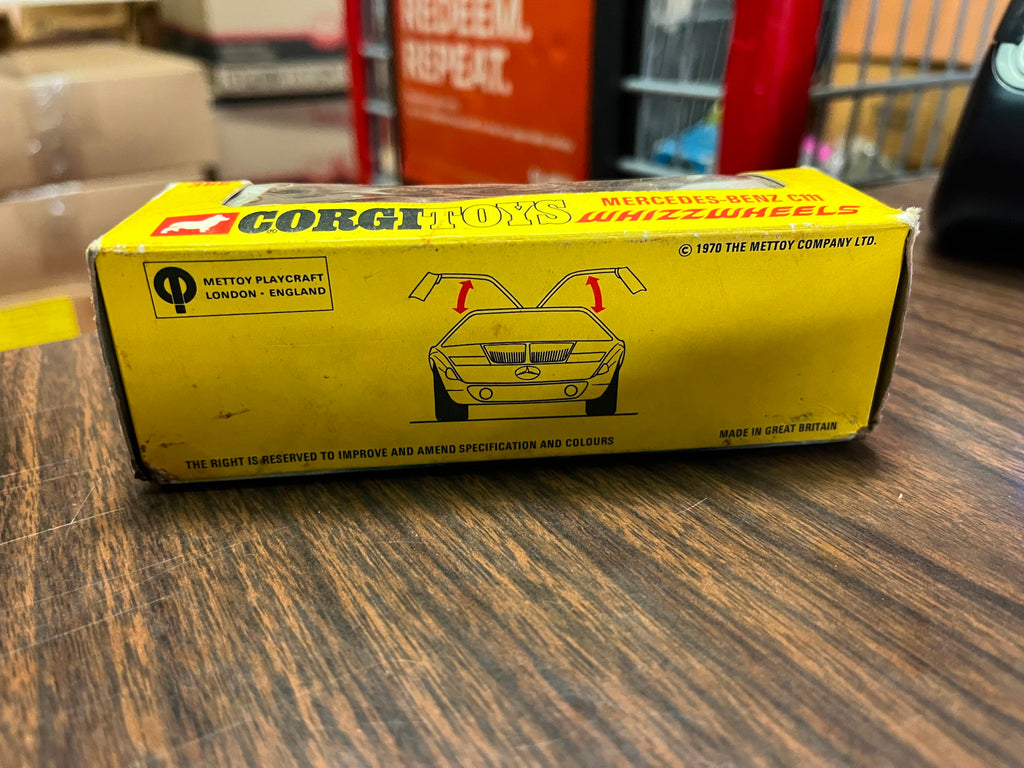 REDEEM.
REPEAT.
CORGI TOYS
MERCEDES-BENZ C111
WHIZZWHEELS
© 1970 THE METTOY COMPANY LTD.
METTOY PLAYCRAFT
LONDON - ENGLAND
MADE IN GREAT BRITAIN
THE RIGHT IS RESERVED TO IMPROVE AND AMEND SPECIFICATION AND COLOURS